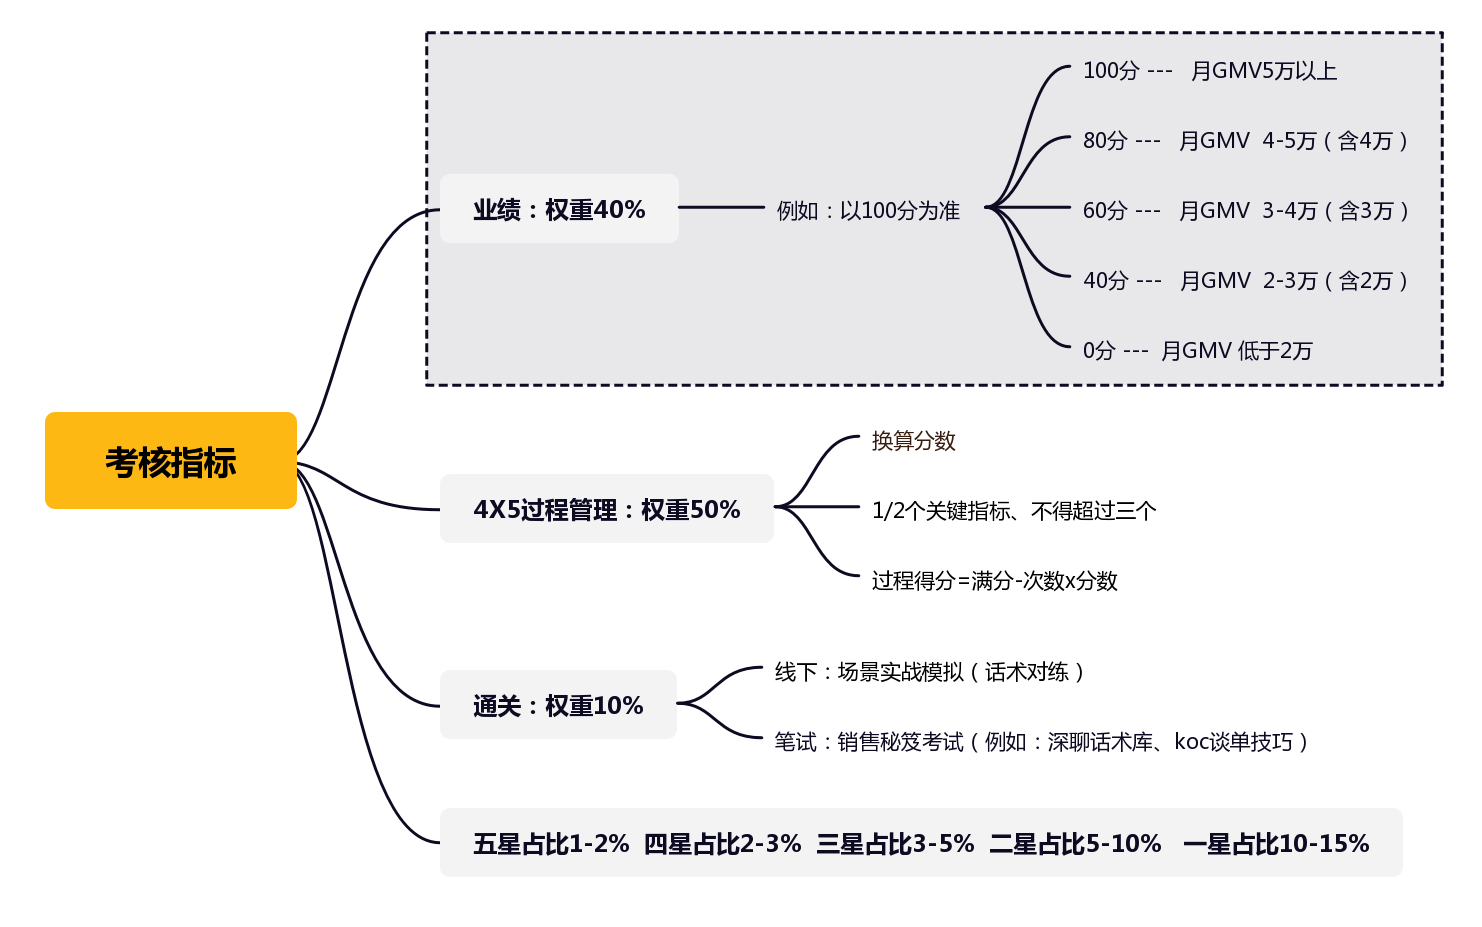 考核指标
业绩：权重40%
例如：以100分为准
100分 --- 月GMV5万以上
80分 --- 月GMV 4-5万（含4万）
60分 --- 月GMV 3-4万（含3万）
40分 --- 月GMV 2-3万（含2万）
0分 --- 月GMV 低于2万
4X5过程管理：权重50%
换算分数
1/2个关键指标、不得超过三个
过程得分=满分-次数x分数
通关：权重10%
线下：场景实战模拟（话术对练）
笔试：销售秘笈考试（例如：深聊话术库、koc谈单技巧）
五星占比1-2% 四星占比2-3% 三星占比3-5% 二星占比5-10% 一星占比10-15%